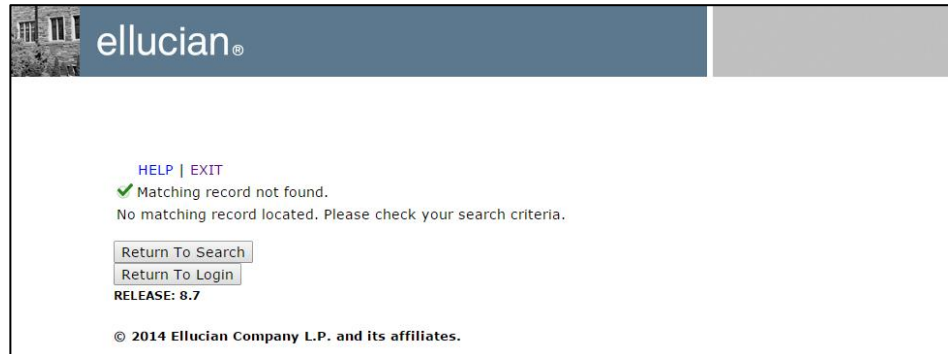 ellucian®
HELP | EXIT
Matching record not found.
No matching record located. Please check your search criteria.
Return To Search
Return To Login
RELEASE: 8.7
© 2014 Ellucian Company L.P. and its affiliates.